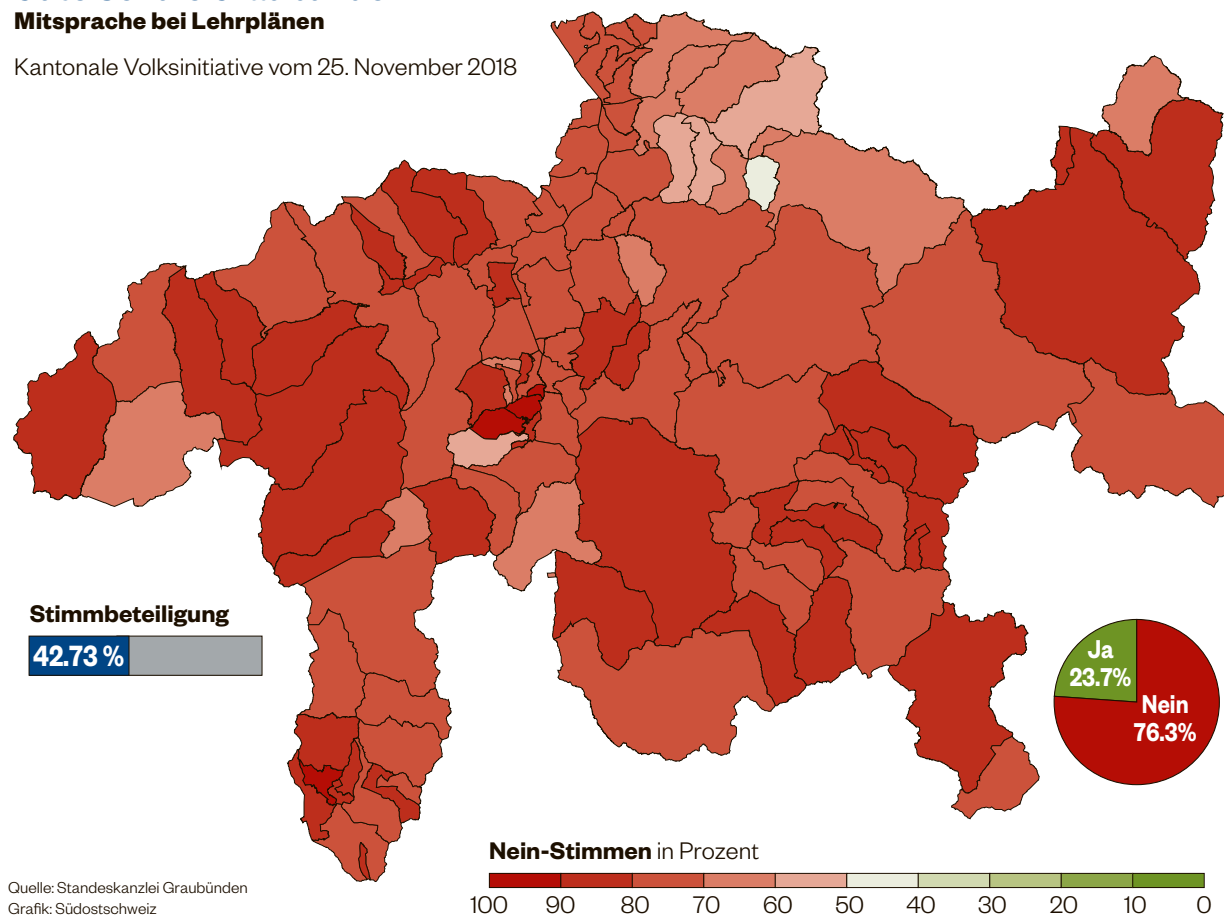 Mitsprache bei Lehrplänen
Kantonale Volksinitiative vom 25. November 2018
Stimmbeteiligung
42.73 %
Ja
23.7%
Nein
76.3%
Nein-Stimmen in Prozent
100 90 80 70 60 50 40 30 20 10 0
Quelle: Standeskanzlei Graubünden
Grafik: Südostschweiz